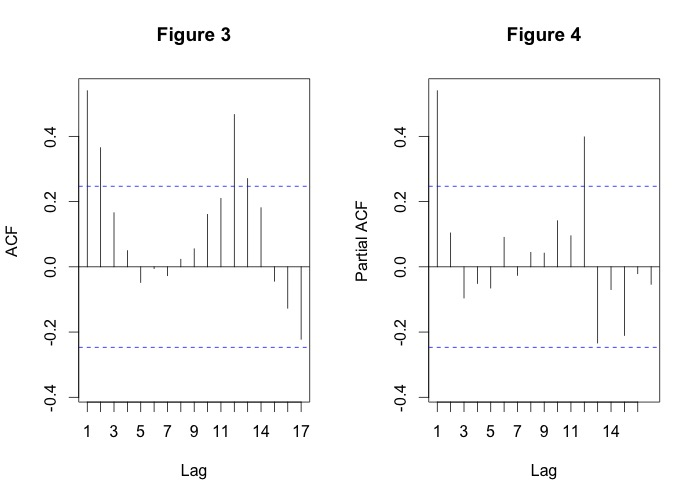 Figure 3
ACF
0.4
0.2
0.0
-0.2
-0.4
1 3 5 7 9 11 14 17
Lag
Figure 4
Partial ACF
0.4
0.2
0.0
-0.2
-0.4
1 3 5 7 9 11 14
Lag